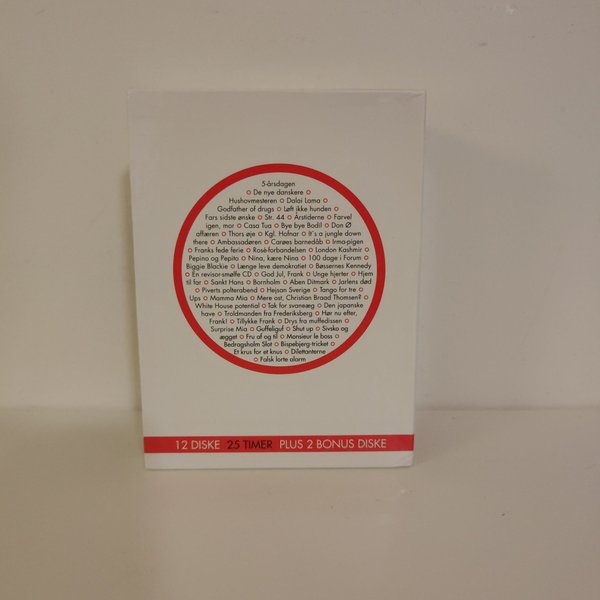 5-årsdagen
○ De nye danskere ○
Hushovmesteren ○ Dalai Lama ○
Godfather of drugs ○ Løft ikke hunden ○
Fars sidste ønske ○ Str. 44 ○ Årstiderne ○ Farvel
igen, mor ○ Casa Tua ○ Bye bye Bodil ○ Dan Ø
affæren ○ Thors øje ○ Kgl. Hofnar ○ It's a jungle down
there ○ Ambassadøren ○ Carøes barnedåb ○ Irma-pigen
○ Franks fede ferie ○ Rosé-forbandelsen ○ London Kashmir ○
Pepino og Pepito ○ Nina, kære Nina ○ 100 dage i Forum ○
Biggie Blackie ○ Længe leve demokratiet ○ Bøssernes Kennedy
○ En revisor-smølfe CD ○ God Jul, Frank ○ Unge hjerter ○ Hjem
til far ○ Sankt Hans ○ Bornholm ○ Aben Ditmark ○ Jarlens død
○ Piverts polterabend ○ Hejsan Sverige ○ Tango for tre ○
Ups ○ Mamma Mia ○ Mere ost, Christian Braad Thomsen? ○
White House potential ○ Tak for svaneæg ○ Den japanske
have ○ Troldmanden fra Frederiksberg ○ Hør nu efter,
Frank! ○ Tillykke Frank ○ Drys fra muffedissen ○
Surprise Mia ○ Guffeliguf ○ Shut up ○ Sivsko og
ægget ○ Fru af og til ○ Monsieur le boss ○
Bedragsholm Slot ○ Bispebjerg-tricket ○
Et krus for et knus ○ Dilettanterne
○ Falsk lorte alarm
12 DISKE 25 TIMER PLUS 2 BONUS DISKE